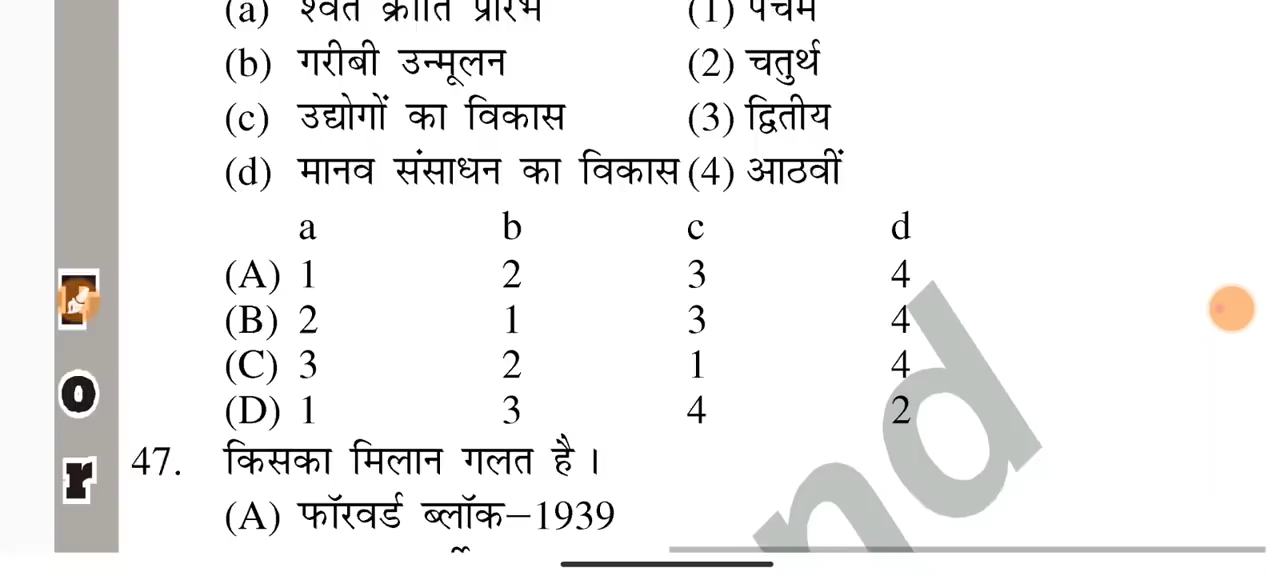 (a) श्वेत क्रांति प्रारंभ (1) पंचम
(b) गरीबी उन्मूलन (2) चतुर्थ
(c) उद्योगों का विकास (3) द्वितीय
(d) मानव संसाधन का विकास (4) आठवीं
a b c d
(A) 1 2 3 4
(B) 2 1 3 4
(C) 3 2 1 4
(D) 1 3 4 2
47. किसका मिलान गलत है ।
(A) फॉरवर्ड ब्लॉक–1939
o
r
nd